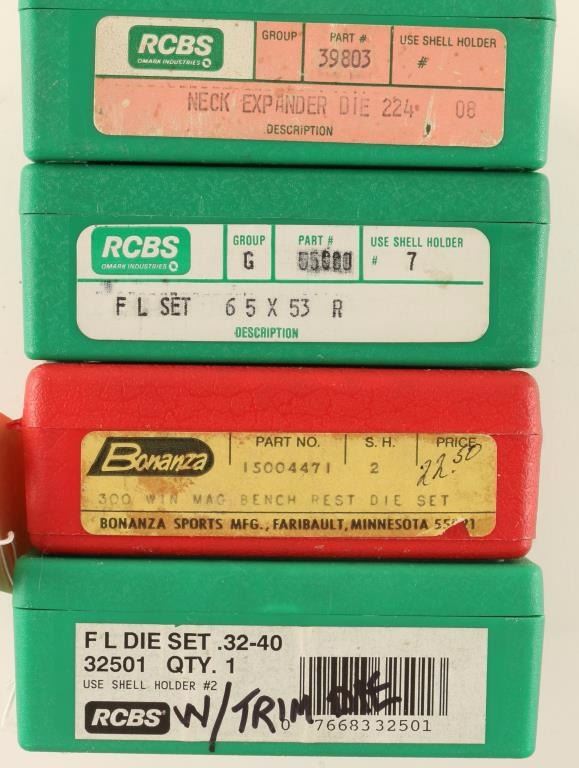 RCBS
OMARK INDUSTRIES
GROUP
PART #
39803
USE SHELL HOLDER
#
NECK EXPANDER DIE 224 08
DESCRIPTION
RCBS
OMARK INDUSTRIES
GROUP
G
PART #
USE SHELL HOLDER
# 7
F L SET 6 5 X 53 R
DESCRIPTION
Bonanza
PART NO.
15004471
S. H.
2
PRICE
22.50
300 WIN MAG BENCH REST DIE SET
BONANZA SPORTS MFG., FARIBAULT, MINNESOTA
F L DIE SET .32-40
32501 QTY. 1
USE SHELL HOLDER #2
RCBS
W/TRIM DIE
0 7668332501